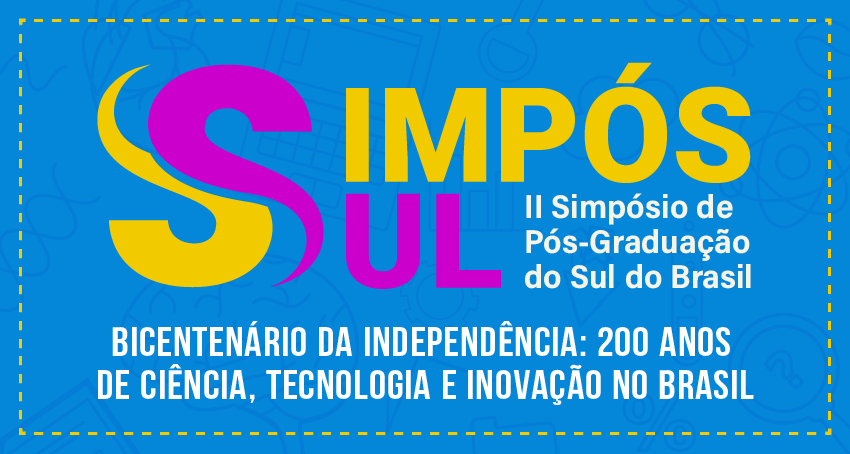 SIMPÓS
SUL
II Simpósio de
Pós-Graduação
do Sul do Brasil
BICENTENÁRIO DA INDEPENDÊNCIA: 200 ANOS
DE CIÊNCIA, TECNOLOGIA E INOVAÇÃO NO BRASIL